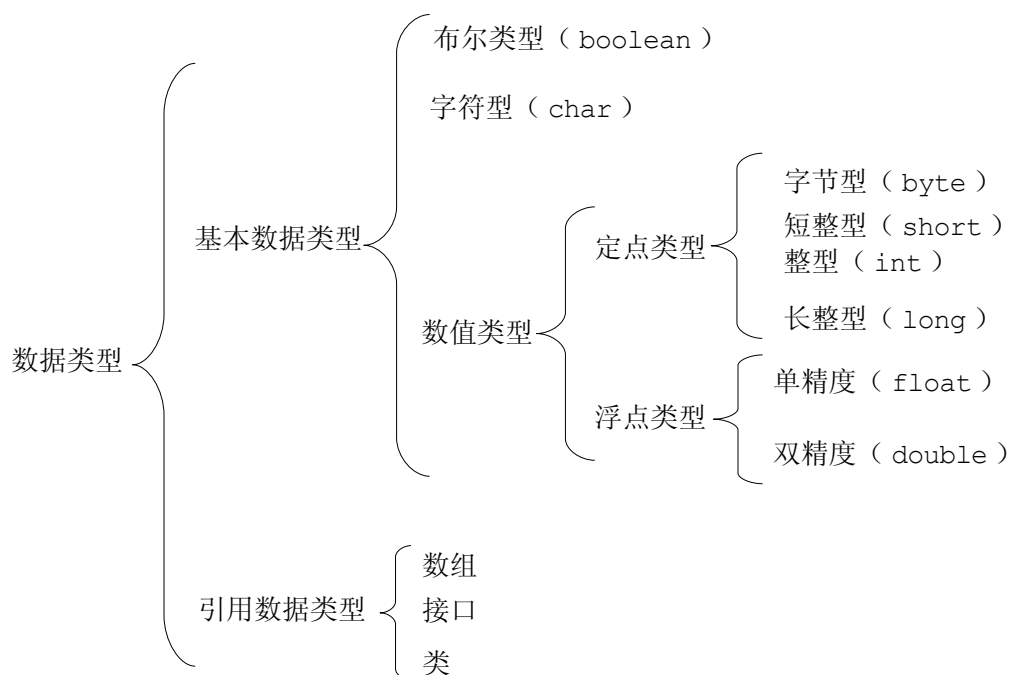 布尔类型（boolean）
字符型（char）
字节型（byte）
短整型（short）
基本数据类型
定点类型
整型（int）
长整型（long）
数值类型
数据类型
单精度（float）
浮点类型
双精度（double）
数组
引用数据类型
接口
类